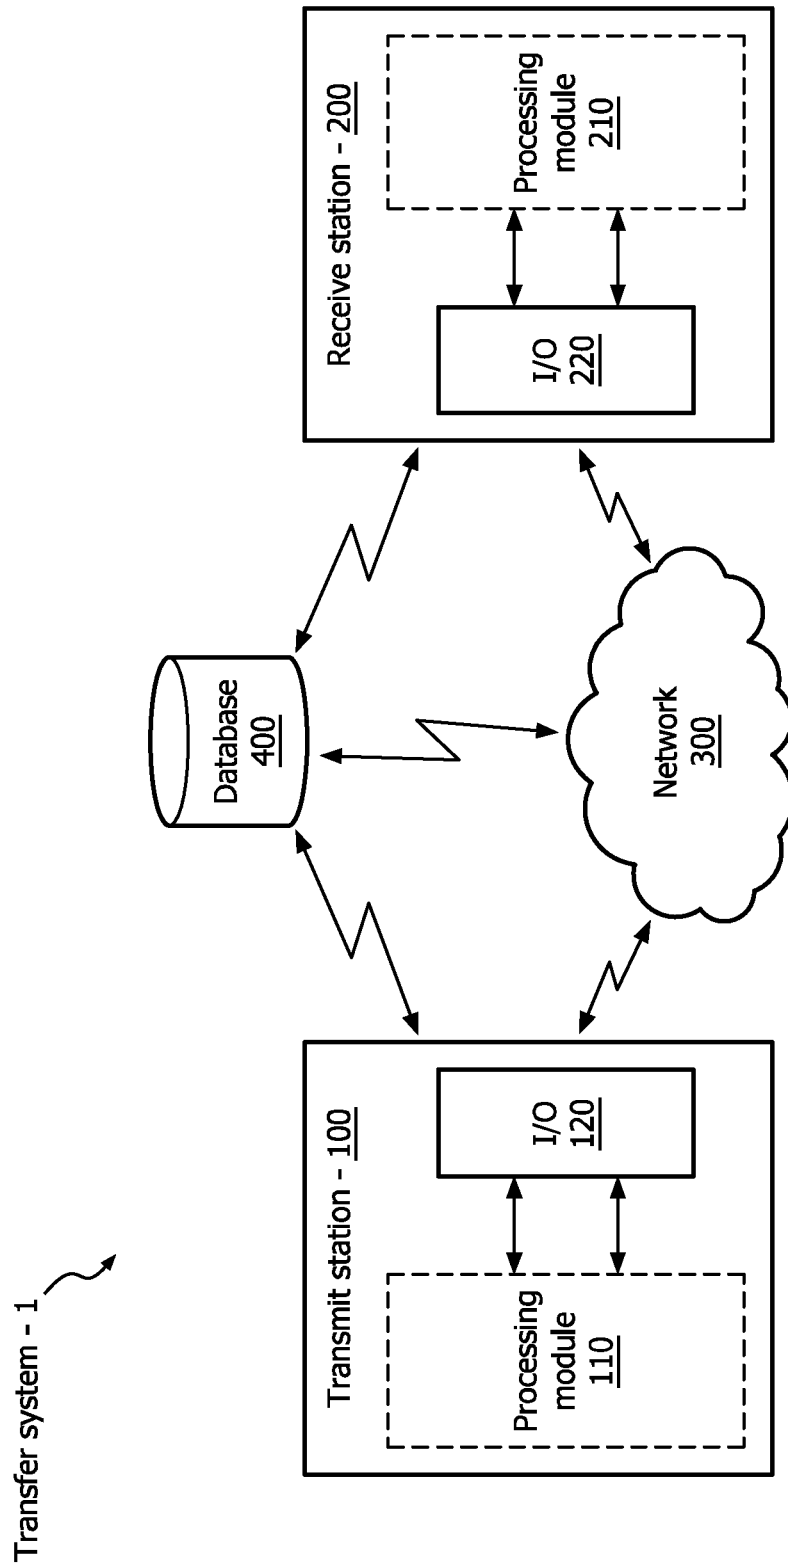 Transfer system - 1
Transmit station - 100
Processing
module
110
I/O
120
Database
400
Network
300
Receive station - 200
I/O
220
Processing
module
210